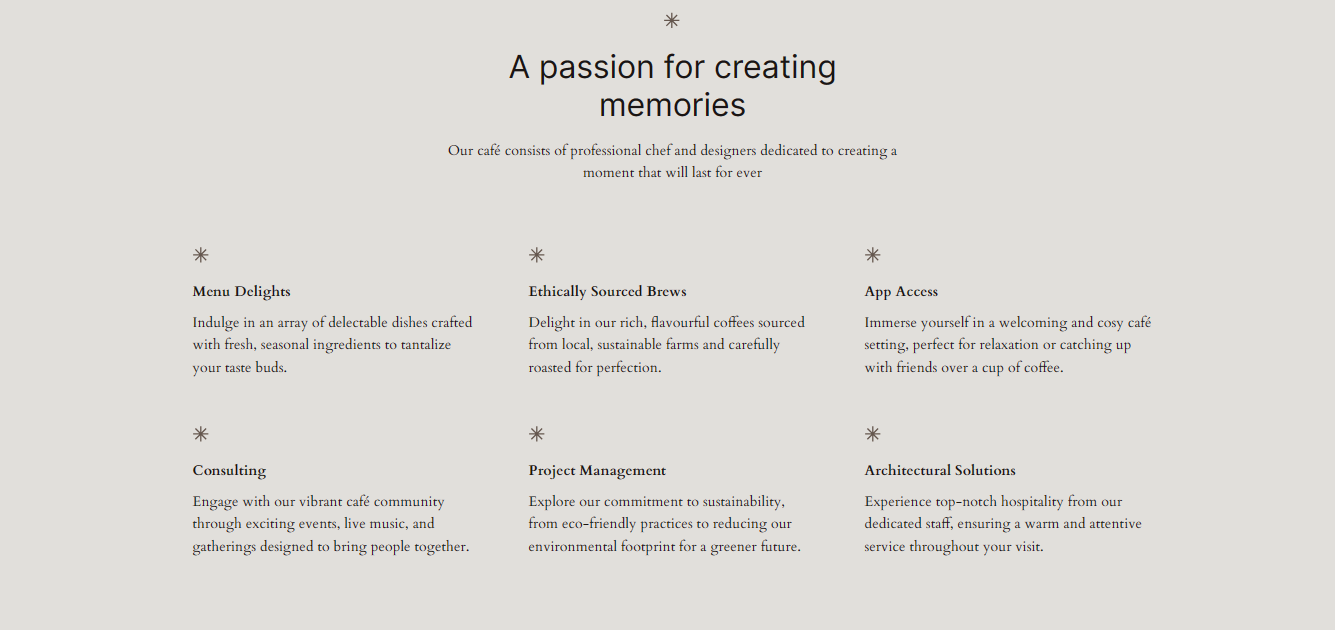 A passion for creating
memories
Our café consists of professional chef and designers dedicated to creating a
moment that will last for ever
Menu Delights
Indulge in an array of delectable dishes crafted
with fresh, seasonal ingredients to tantalize
your taste buds.
Ethically Sourced Brews
Delight in our rich, flavourful coffees sourced
from local, sustainable farms and carefully
roasted for perfection.
App Access
Immerse yourself in a welcoming and cosy café
setting, perfect for relaxation or catching up
with friends over a cup of coffee.
Consulting
Engage with our vibrant café community
through exciting events, live music, and
gatherings designed to bring people together.
Project Management
Explore our commitment to sustainability,
from eco-friendly practices to reducing our
environmental footprint for a greener future.
Architectural Solutions
Experience top-notch hospitality from our
dedicated staff, ensuring a warm and attentive
service throughout your visit.